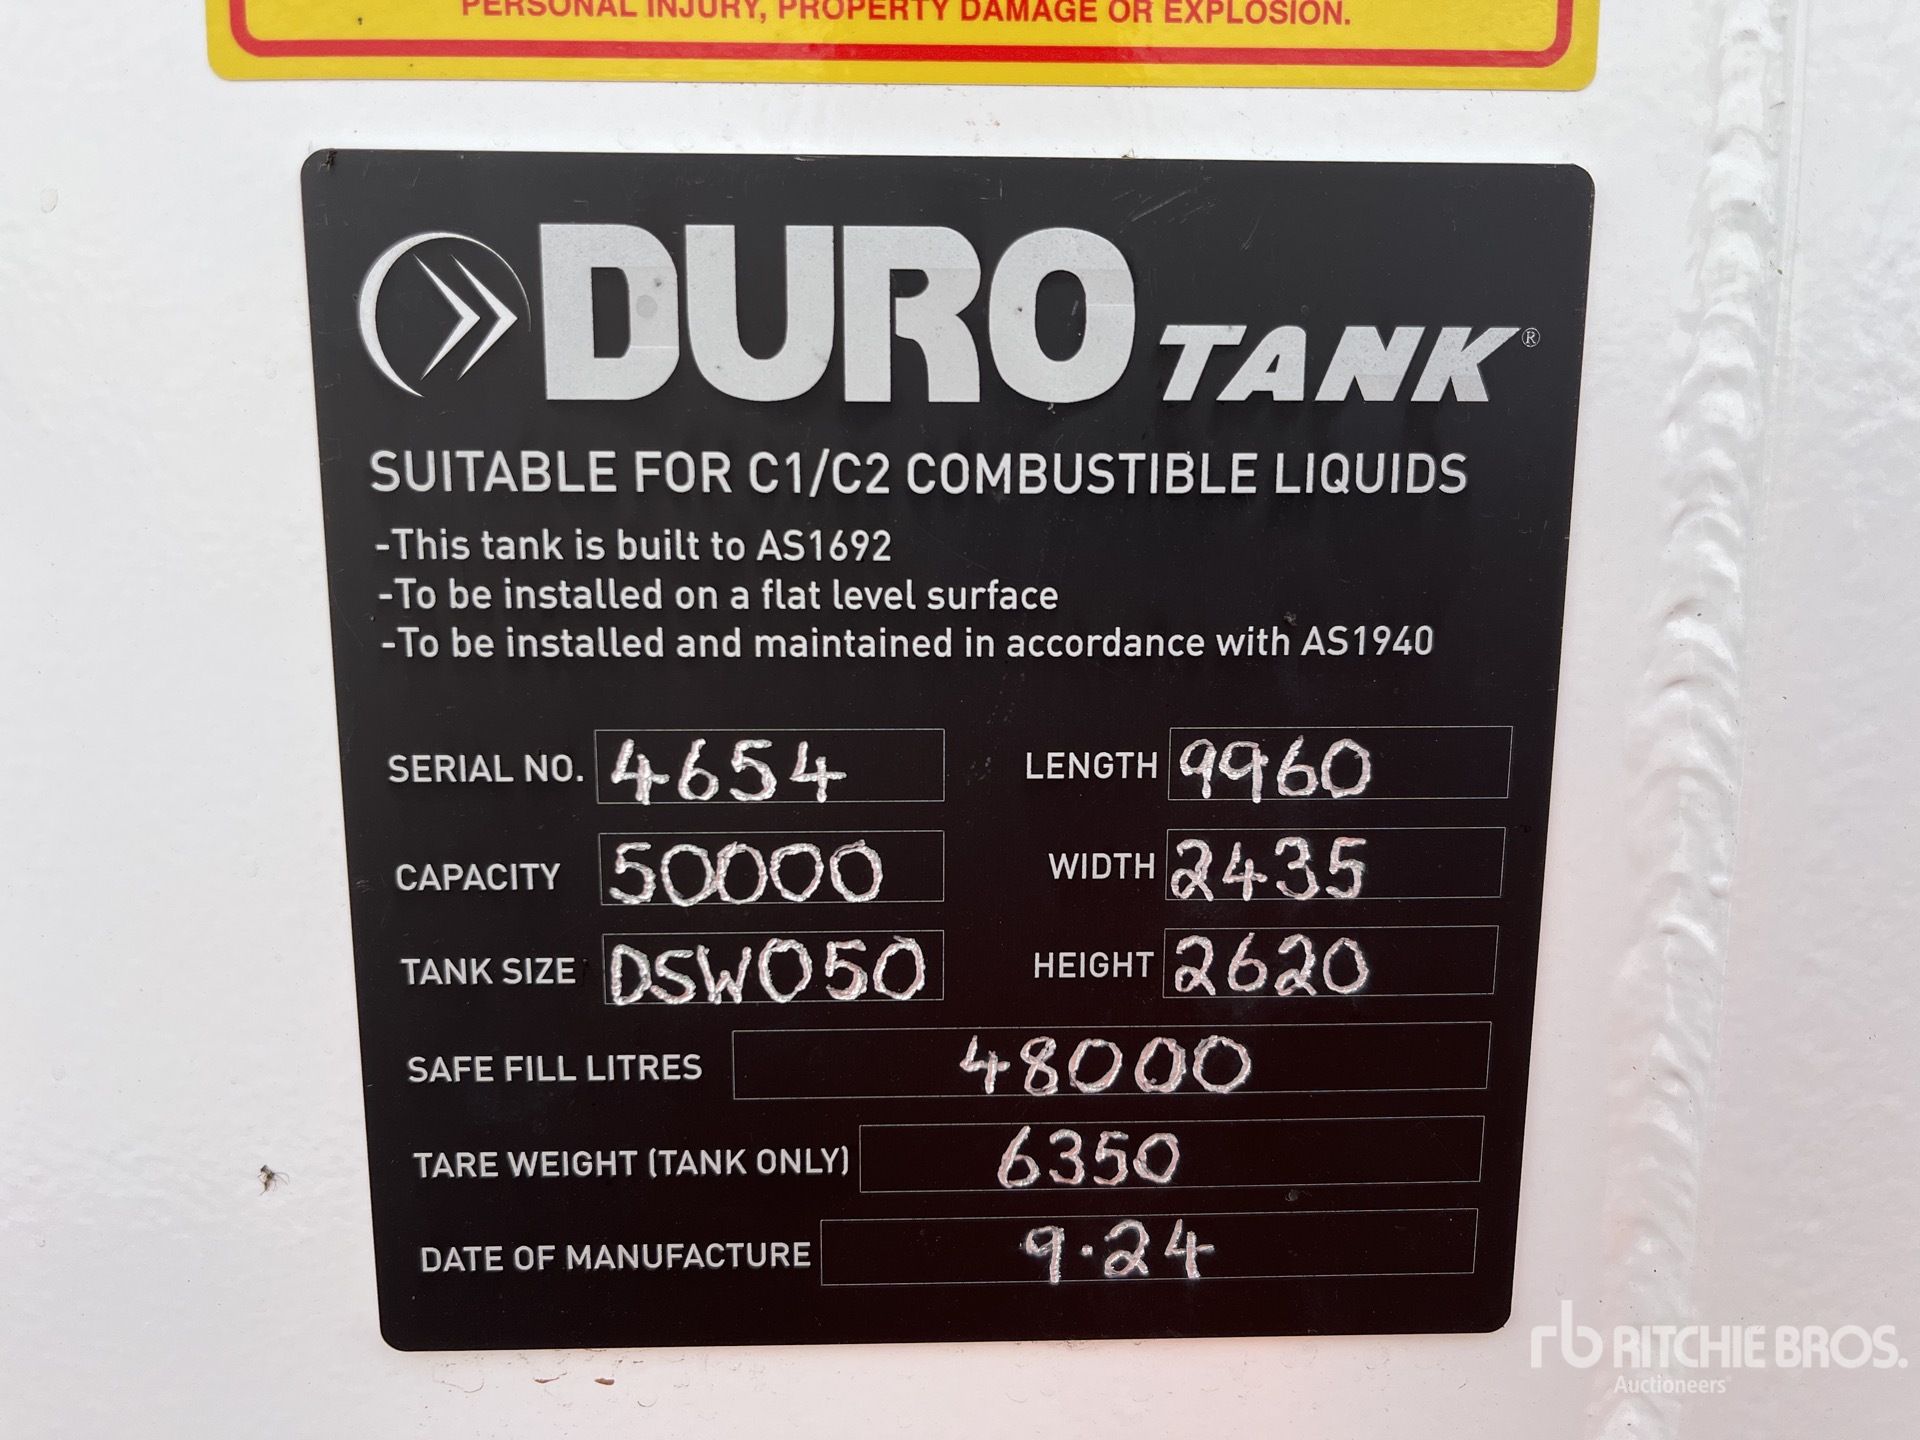 PERSONAL INJURY, PROPERTY DAMAGE OR EXPLOSION.
DURO TANK®
SUITABLE FOR C1/C2 COMBUSTIBLE LIQUIDS
-This tank is built to AS1692
-To be installed on a flat level surface
-To be installed and maintained in accordance with AS1940
SERIAL NO. 4654 LENGTH 9960
CAPACITY 50000 WIDTH 2435
TANK SIZE DSW050 HEIGHT 2620
SAFE FILL LITRES 48000
TARE WEIGHT (TANK ONLY) 6350
DATE OF MANUFACTURE 9.24
rb RITCHIE BROS.
Auctioneers